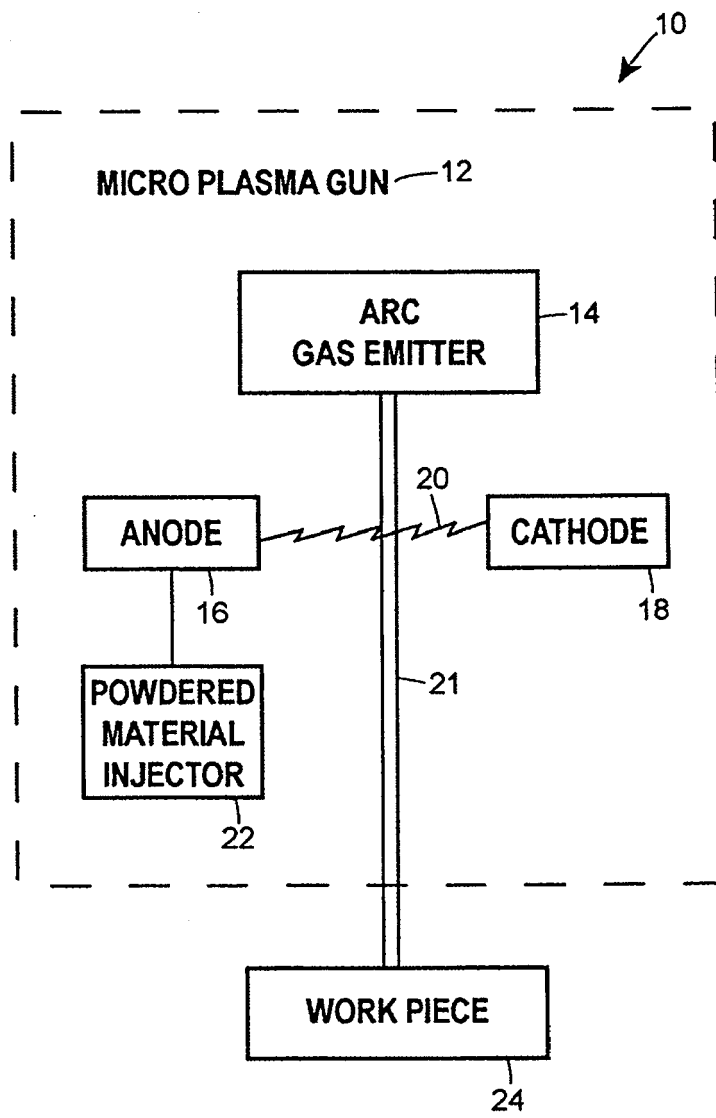 10
MICRO PLASMA GUN 12
ARC
GAS EMITTER
14
20
ANODE
CATHODE
16
18
21
POWDERED
MATERIAL
INJECTOR
22
WORK PIECE
24